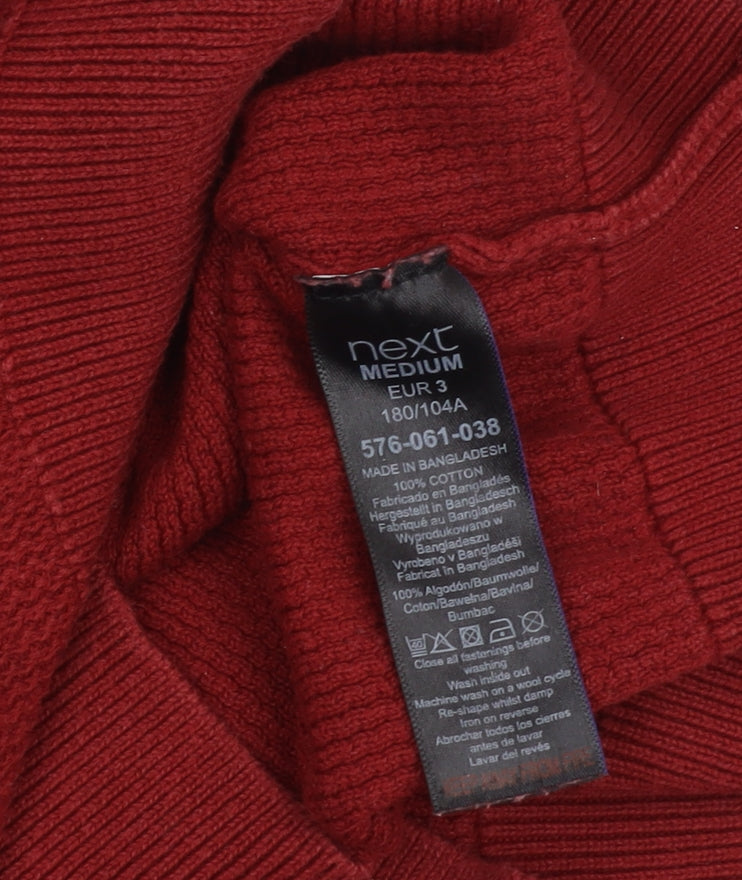 next
MEDIUM
EUR 3
180/104A
576-061-038
MADE IN BANGLADESH
100% COTTON
Fabricado en Bangladés
Hergestellt in Bangladesch
Fabriqué au Bangladesh
Wyprodukowano w
Bangladeszu
Vyrobeno v Bangladéši
Fabricat in Bangladesh
100% Algodón/Baumwolle/
Coton/Bawełna/Bavlna/
Bumbac
Close all fastenings before
washing
Wash inside out
Machine wash on a wool cycle
Re-shape whilst damp
Iron on reverse
Abrochar todos los cierres
antes de lavar
Lavar del revés